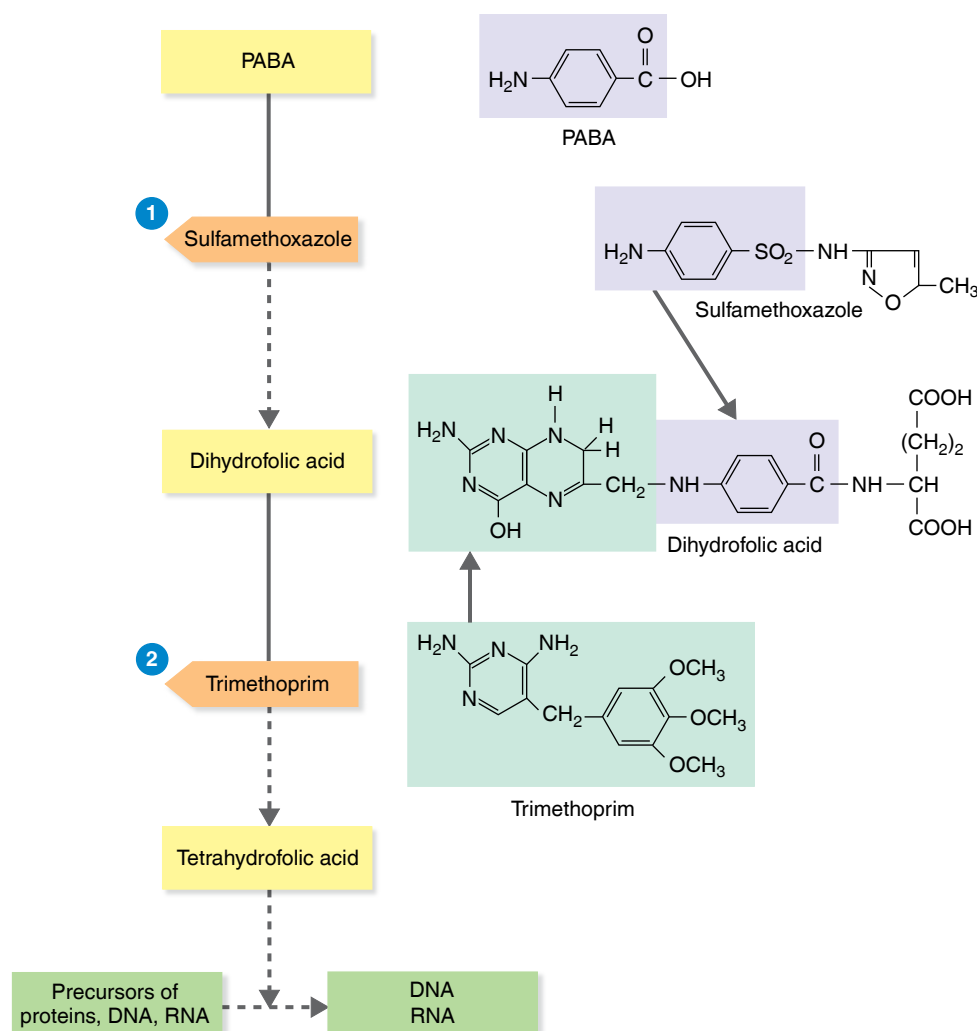 PABA
1
Sulfamethoxazole
Dihydrofolic acid
2
Trimethoprim
Tetrahydrofolic acid
Precursors of
proteins, DNA, RNA
DNA
RNA
O
H₂N
C
OH
PABA
H₂N
SO₂
NH
N
O
CH₃
Sulfamethoxazole
H
H₂N
N
N
H
H
N
N
OH
CH₂
NH
O
C
NH
CH
COOH
(CH₂)₂
COOH
Dihydrofolic acid
H₂N
N
NH₂
N
CH₂
OCH₃
OCH₃
OCH₃
Trimethoprim